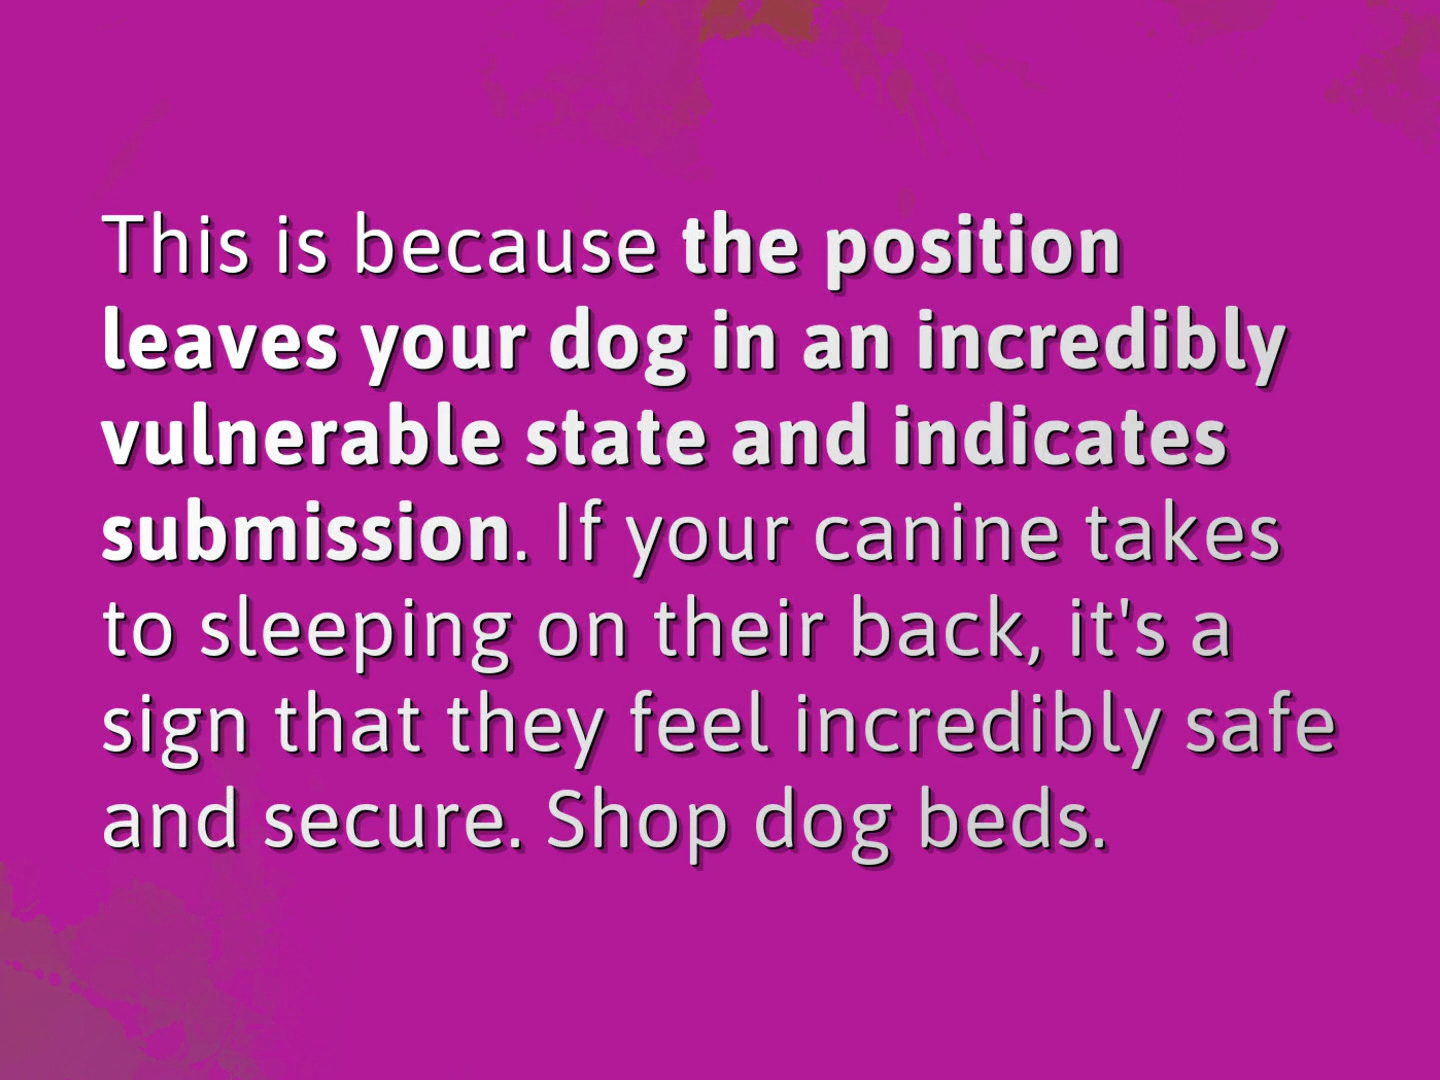 This is because the position
leaves your dog in an incredibly
vulnerable state and indicates
submission. If your canine takes
to sleeping on their back, it's a
sign that they feel incredibly safe
and secure. Shop dog beds.